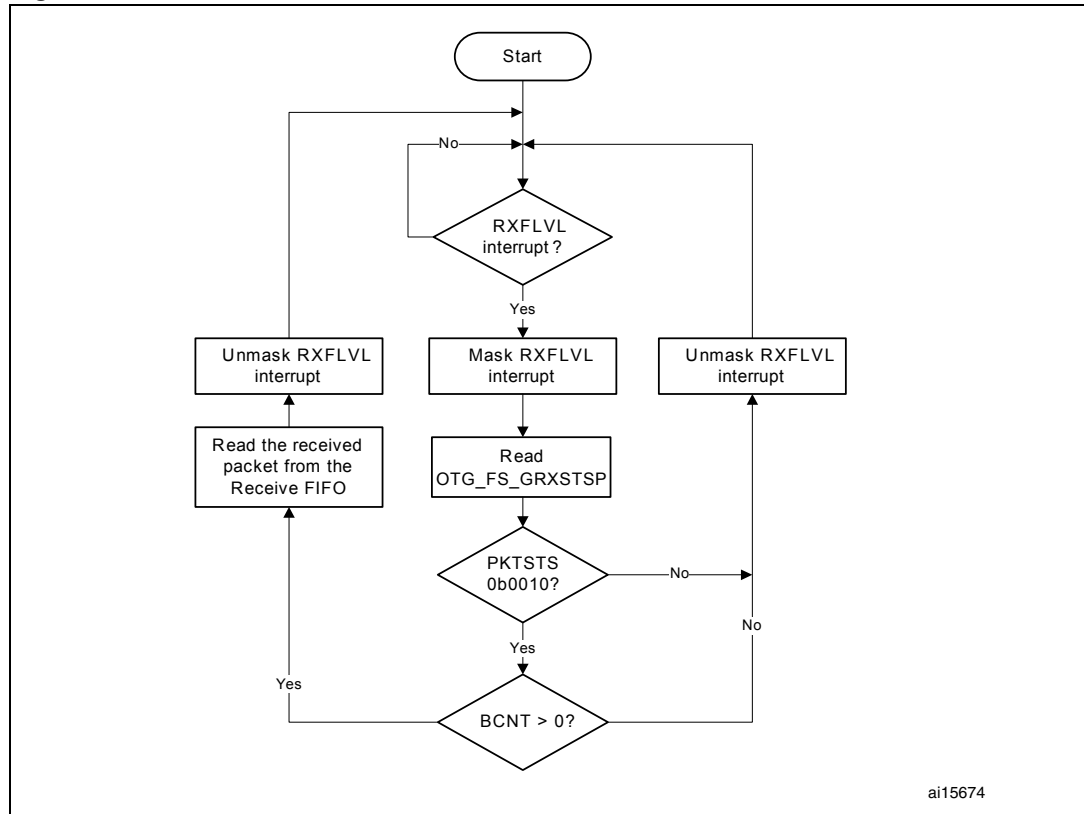 Start
No
RXFLVL
interrupt ?
Yes
Unmask RXFLVL
interrupt
Mask RXFLVL
interrupt
Unmask RXFLVL
interrupt
Read the received
packet from the
Receive FIFO
Read
OTG_FS_GRXSTSP
PKTSTS
0b0010?
No
No
Yes
Yes
BCNT > 0?
ai15674